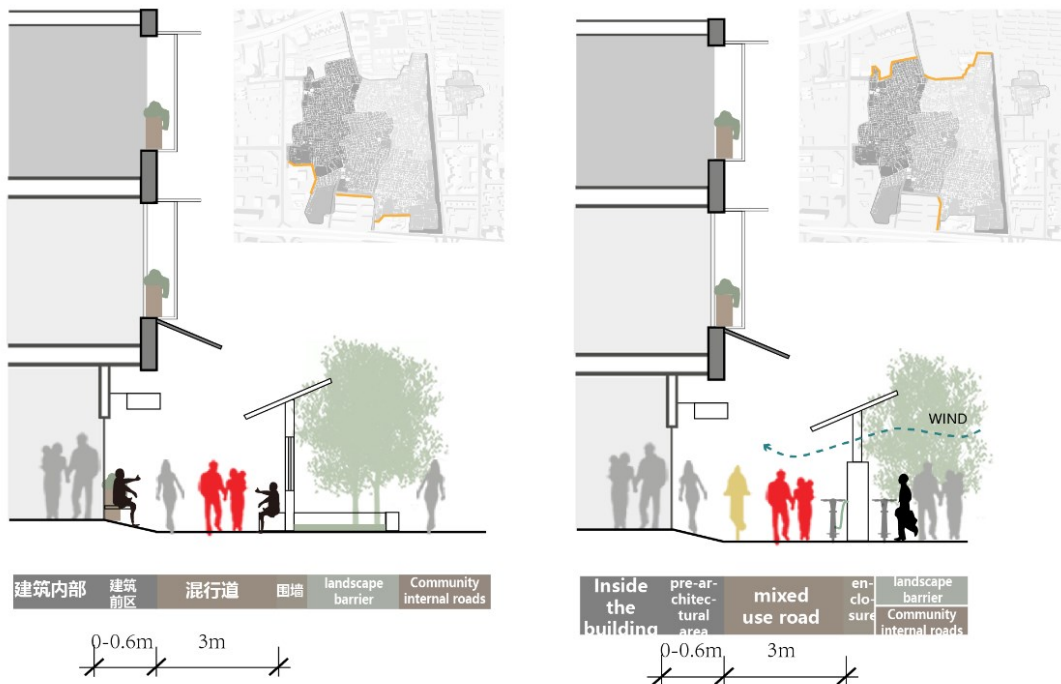 WIND
建筑内部
建筑
前区
混行道
围墙
landscape
barrier
Community
internal roads
0-0.6m
3m
Inside
the
building
pre-ar-
chitec-
tural
area
mixed
use road
en-
clo-
sure
landscape
barrier
Community
internal roads
0-0.6m
3m